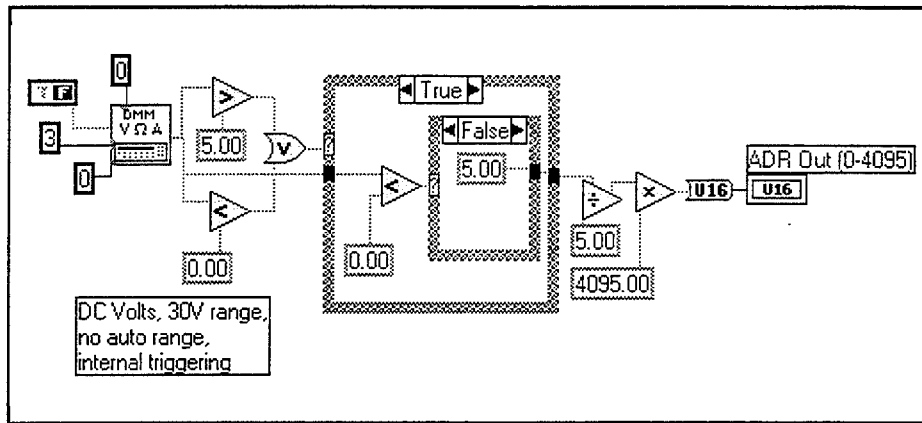 0
True
? F
DMM
V Ω A
>
False
3
5.00
V
5.00
ADR Out (0-4095)
?
<
?
÷
×
U16
U16
0
<
0.00
0.00
5.00
4095.00
DC Volts, 30V range,
no auto range,
internal triggering